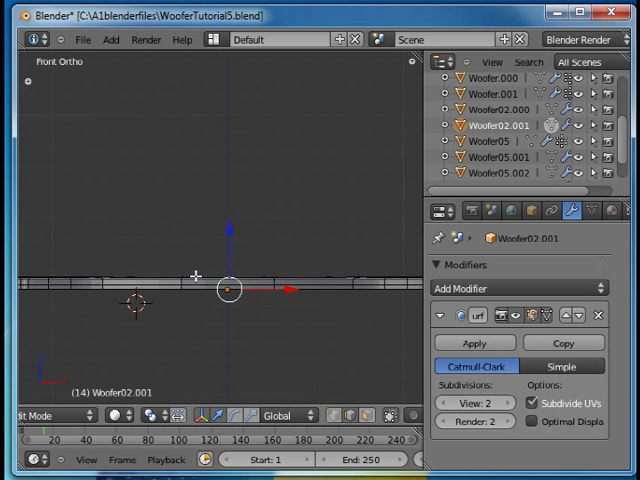 Blender* [C:\A1blenderfiles\WooferTutorial5.blend]
File Add Render Help Default Scene Blender Render
Front Ortho
View Search All Scenes
Woofer.000
Woofer.001
Woofer02.000
Woofer02.001
Woofer05
Woofer05.001
Woofer05.002
Woofer02.001
Modifiers
Add Modifier
urf
Apply Copy
Catmull-Clark Simple
Subdivisions: Options:
View: 2 Subdivide UVs
Render: 2 Optimal Displa
(14) Woofer02.001
dit Mode Global
20 40 60 80 100 120 140 160 180 200 220 240
View Frame Playback Start: 1 End: 250